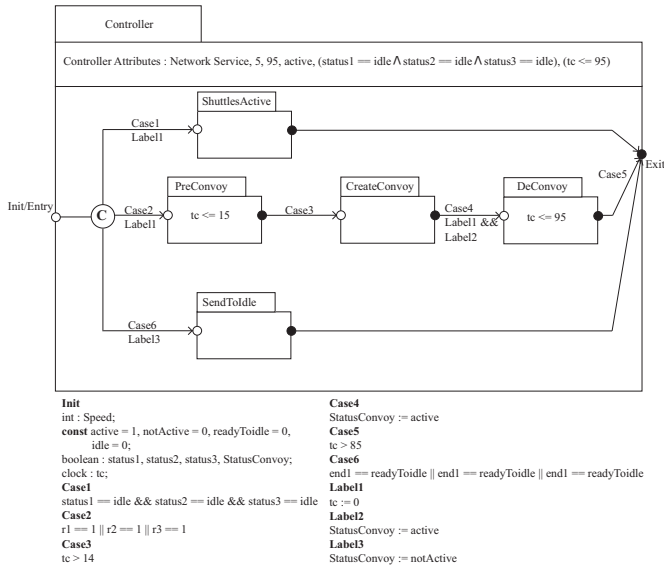 Controller
Controller Attributes : Network Service, 5, 95, active, (status1 == idle Λ status2 == idle Λ status3 == idle), (tc <= 95)
ShuttlesActive
Case1
Label1
Exit
Case5
PreConvoy
CreateConvoy
DeConvoy
Init/Entry
C
Case2
Label1
tc <= 15
Case3
Case4
Label1 &&
Label2
tc <= 95
SendToIdle
Case6
Label3
Init
int : Speed;
const active = 1, notActive = 0, readyToidle = 0,
idle = 0;
boolean : status1, status2, status3, StatusConvoy;
clock : tc;
Case1
status1 == idle && status2 == idle && status3 == idle
Case2
r1 == 1 || r2 == 1 || r3 == 1
Case3
tc > 14
Case4
StatusConvoy := active
Case5
tc > 85
Case6
end1 == readyToidle || end1 == readyToidle || end1 == readyToidle
Label1
tc := 0
Label2
StatusConvoy := active
Label3
StatusConvoy := notActive